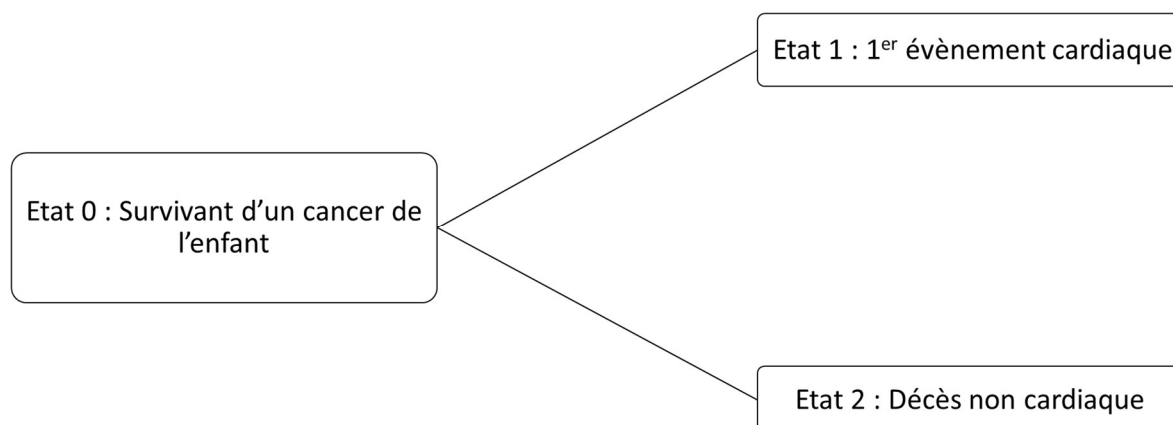 Etat 1 : 1er évènement cardiaque
Etat 0 : Survivant d’un cancer de
l’enfant
Etat 2 : Décès non cardiaque